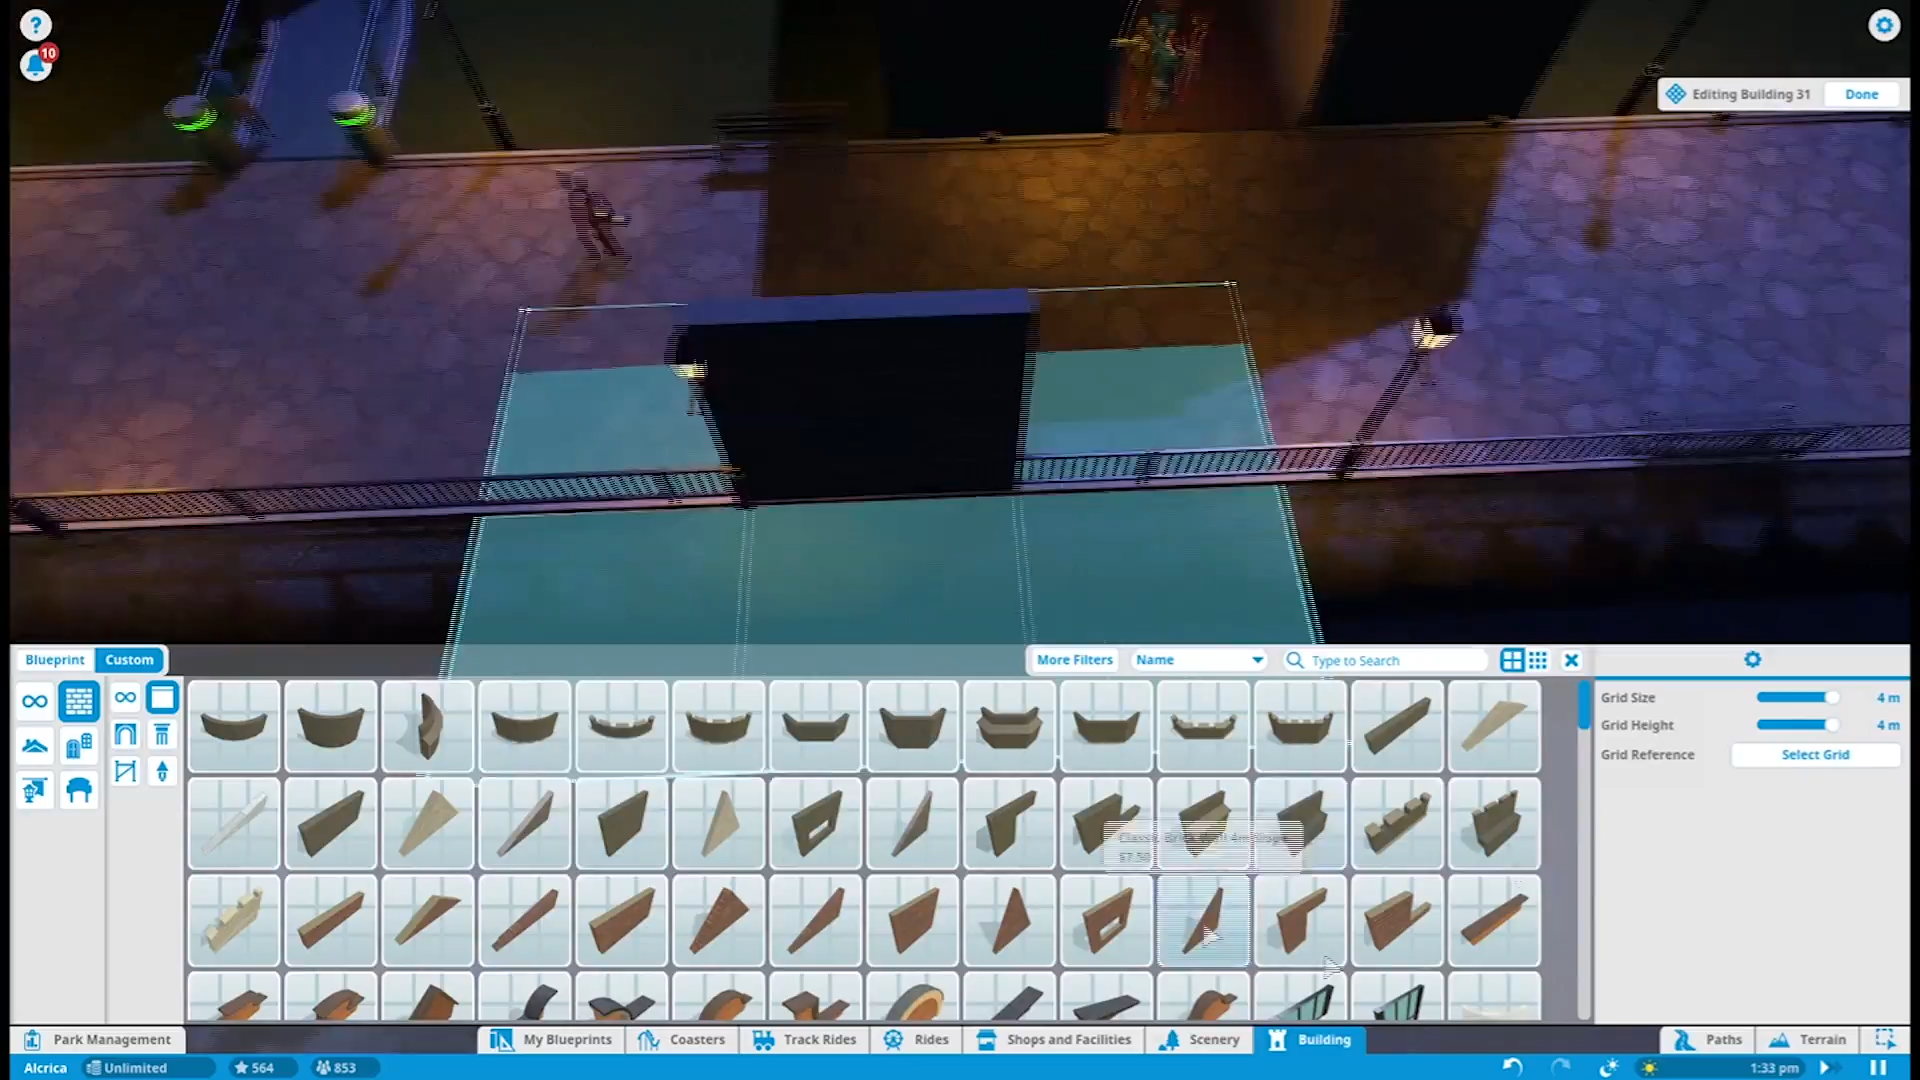 ?
10
Editing Building 31 Done
Blueprint Custom
More Filters Name Type to Search
Grid Size 4 m
Grid Height 4 m
Grid Reference Select Grid
$7.50
Park Management My Blueprints Coasters Track Rides Rides Shops and Facilities Scenery Building Paths Terrain
Alcrica Unlimited 564 853 1:33 pm